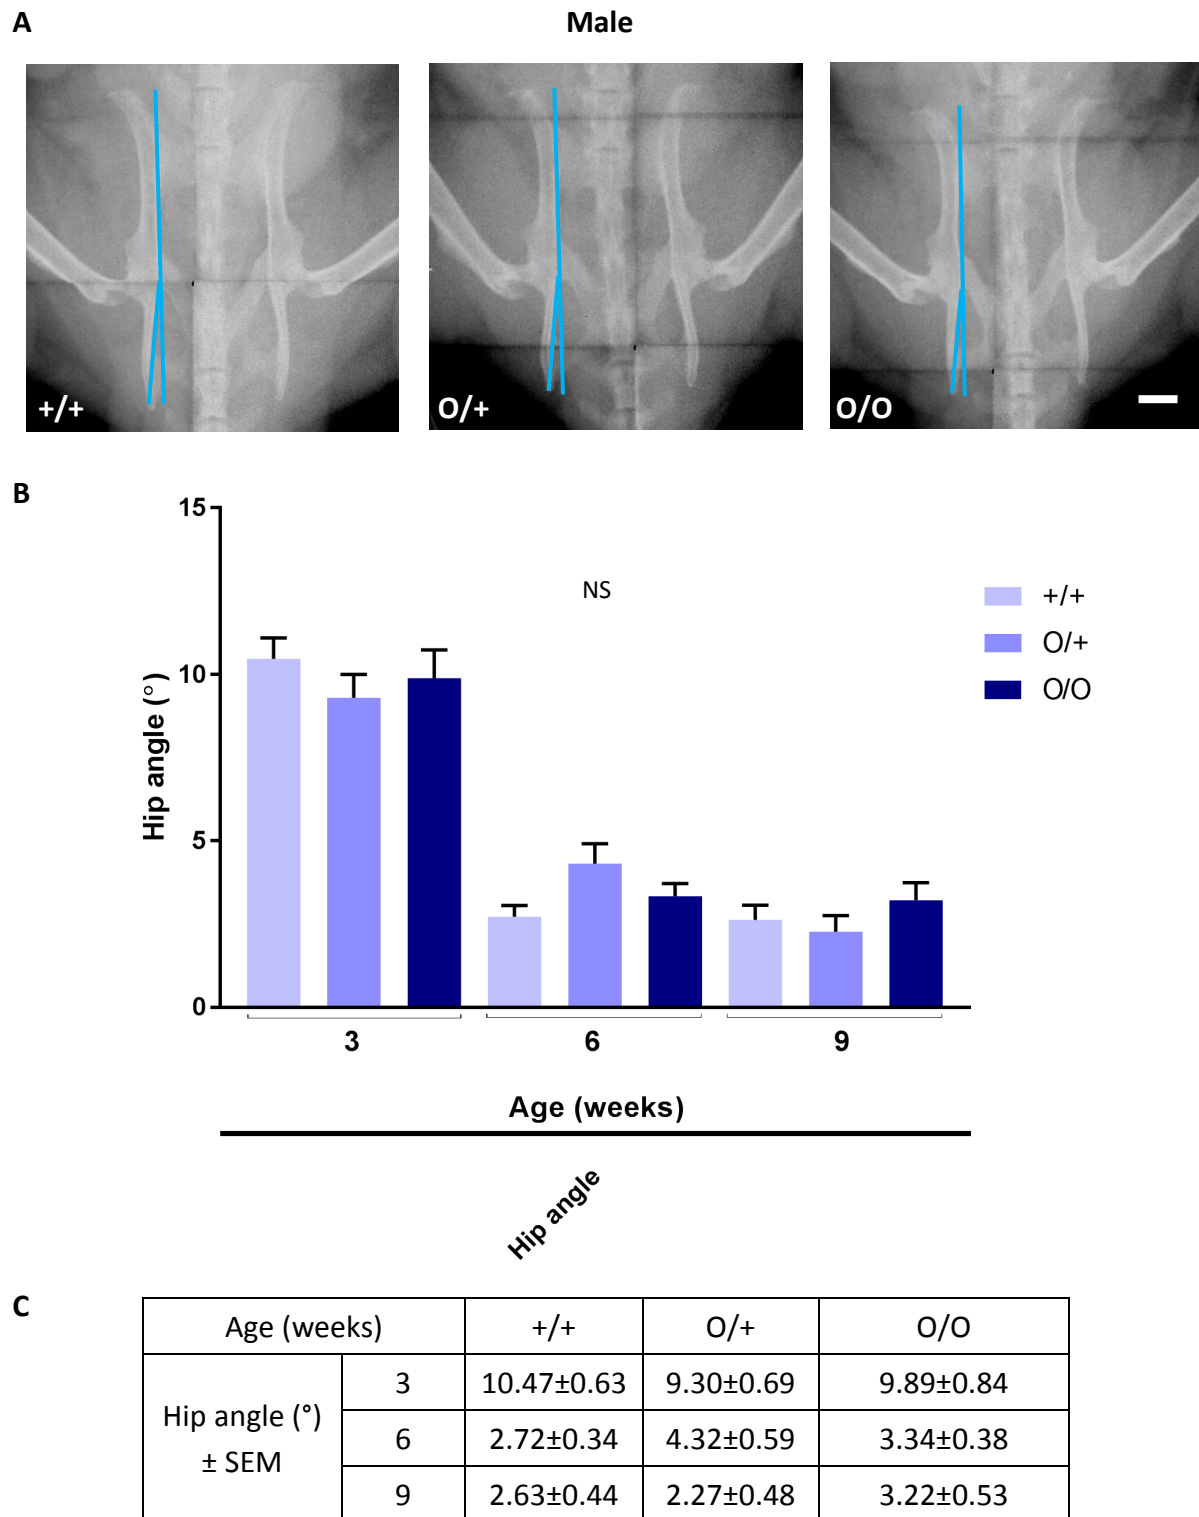 A
Male
+/+
O/+
O/O
B
15
10
5
0
Hip angle (°)
NS
+/+
O/+
O/O
3 6 9
Age (weeks)
Hip angle
C
Age (weeks) +/+ O/+ O/O
Hip angle (°) ± SEM
3 10.47±0.63 9.30±0.69 9.89±0.84
6 2.72±0.34 4.32±0.59 3.34±0.38
9 2.63±0.44 2.27±0.48 3.22±0.53